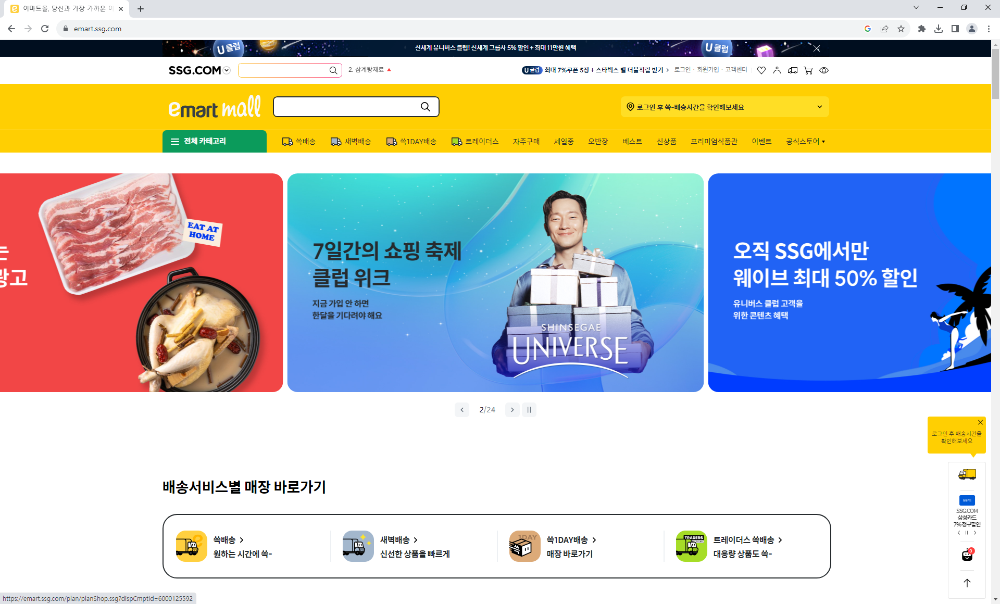 이마트몰, 당신과 가장 가까운 이
emart.ssg.com
U 클럽
신세계 유니버스 클럽! 신세계 그룹사 5% 할인 + 최대 11만원 혜택
U 클럽
SSG.COM
2. 삼계탕재료
U 클럽 최대 7%쿠폰 5장 + 스타벅스 별 더블적립 받기
로그인 · 회원가입 · 고객센터
emart mall
로그인 후 쓱-배송시간을 확인해보세요
전체 카테고리
쓱배송
새벽배송
쓱1DAY배송
트레이더스
자주구매
세일중
오반장
베스트
신상품
프리미엄식품관
이벤트
공식스토어
는
광고
EAT AT
HOME
7일간의 쇼핑 축제
클럽 위크
지금 가입 안 하면
한달을 기다려야 해요
SHINSEGAE
UNIVERSE
오직 SSG에서만
웨이브 최대 50% 할인
유니버스 클럽 고객을
위한 콘텐츠 혜택
2/24
로그인 후 배송시간을
확인해보세요
배송서비스별 매장 바로가기
쓱배송
원하는 시간에 쓱-
새벽배송
신선한 상품을 빠르게
1DAY
쓱1DAY배송
매장 바로가기
TRADERS
트레이더스 쓱배송
대용량 상품도 쓱-
삼성카드
SSG.COM
삼성카드
7%청구할인
0
https://emart.ssg.com/plan/planShop.ssg?dispCmptId=6000125592